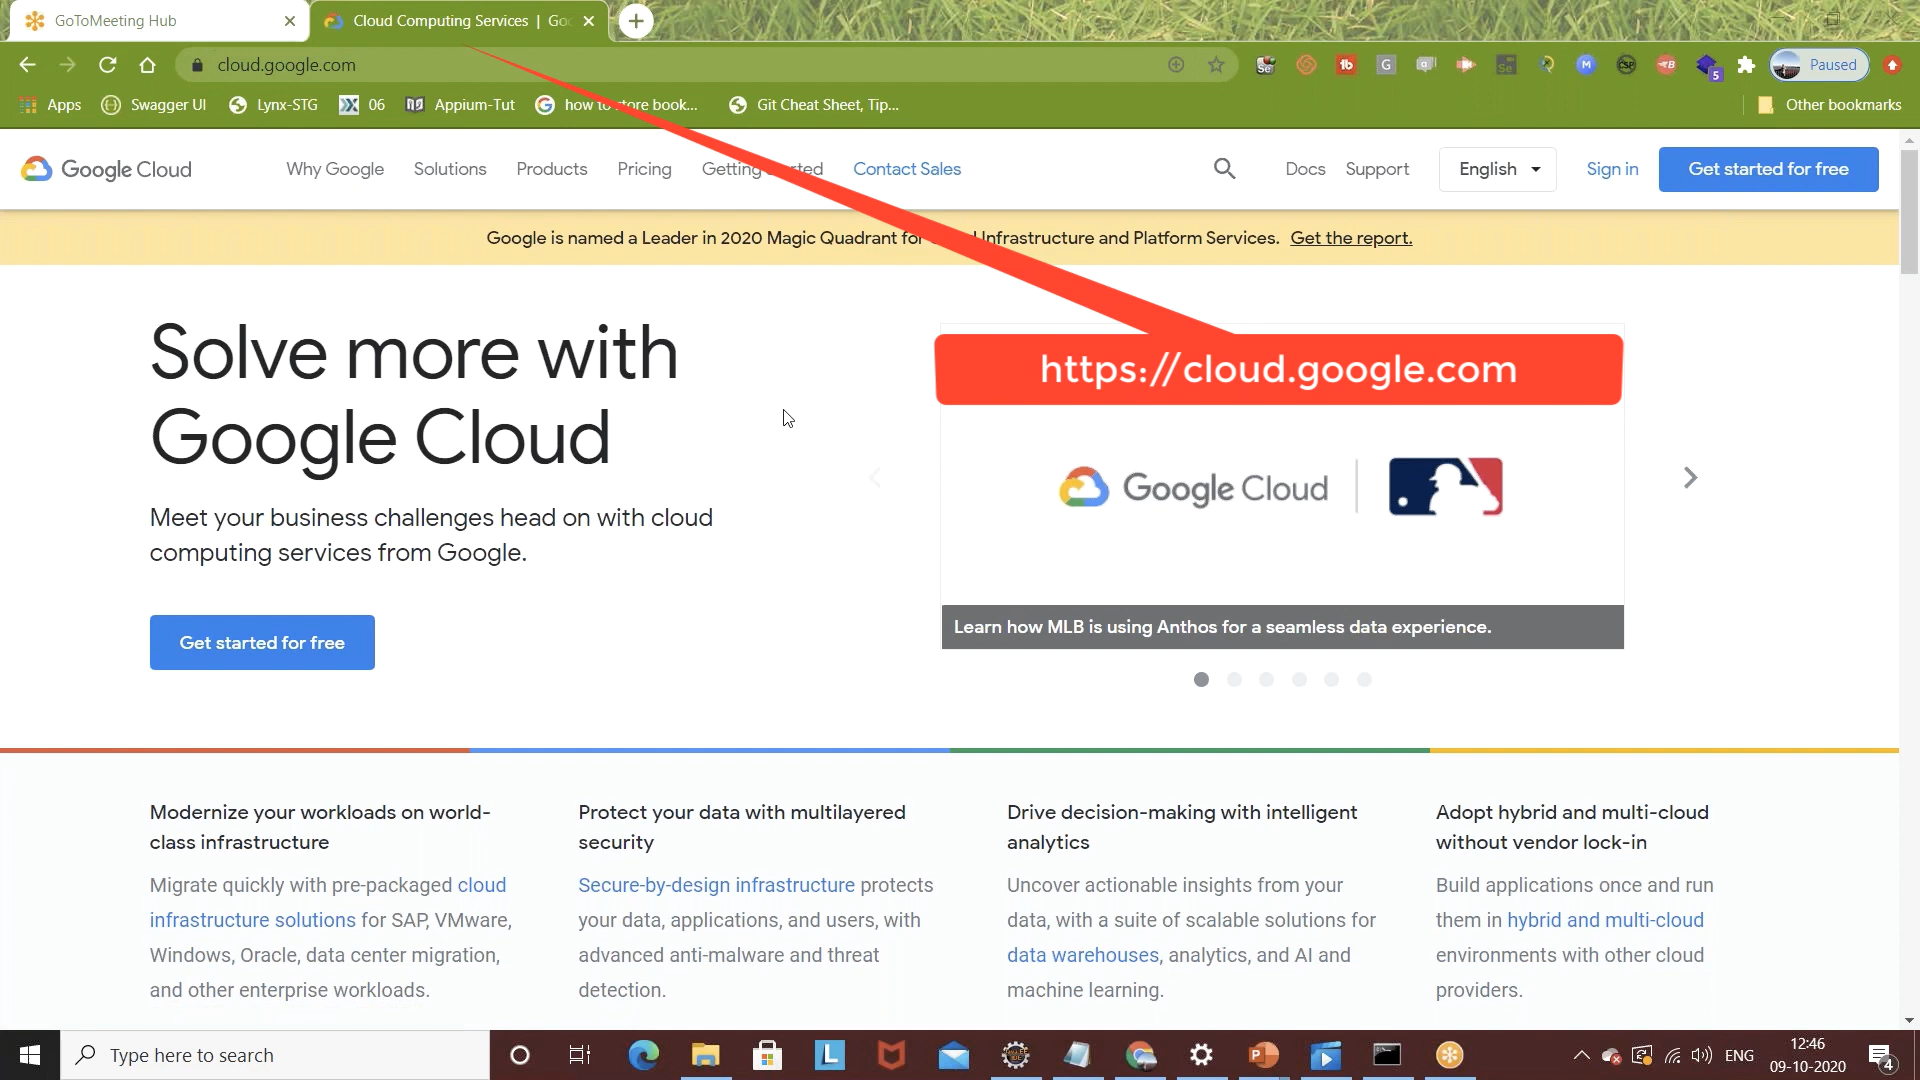 GoToMeeting Hub
Cloud Computing Services | Goo
cloud.google.com
Paused
Apps
Swagger UI
Lynx-STG
06
Appium-Tut
how to store book...
Git Cheat Sheet, Tip...
Other bookmarks
Google Cloud
Why Google
Solutions
Products
Pricing
Getting
Contact Sales
Docs
Support
English
Sign in
Get started for free
Google is named a Leader in 2020 Magic Quadrant for Infrastructure and Platform Services. Get the report.
https://cloud.google.com
Solve more with
Google Cloud
Meet your business challenges head on with cloud
computing services from Google.
Get started for free
Google Cloud
Learn how MLB is using Anthos for a seamless data experience.
Modernize your workloads on world-
class infrastructure
Migrate quickly with pre-packaged cloud
infrastructure solutions for SAP, VMware,
Windows, Oracle, data center migration,
and other enterprise workloads.
Protect your data with multilayered
security
Secure-by-design infrastructure protects
your data, applications, and users, with
advanced anti-malware and threat
detection.
Drive decision-making with intelligent
analytics
Uncover actionable insights from your
data, with a suite of scalable solutions for
data warehouses, analytics, and AI and
machine learning.
Adopt hybrid and multi-cloud
without vendor lock-in
Build applications once and run
them in hybrid and multi-cloud
environments with other cloud
providers.
Type here to search
ENG
12:46
09-10-2020
4